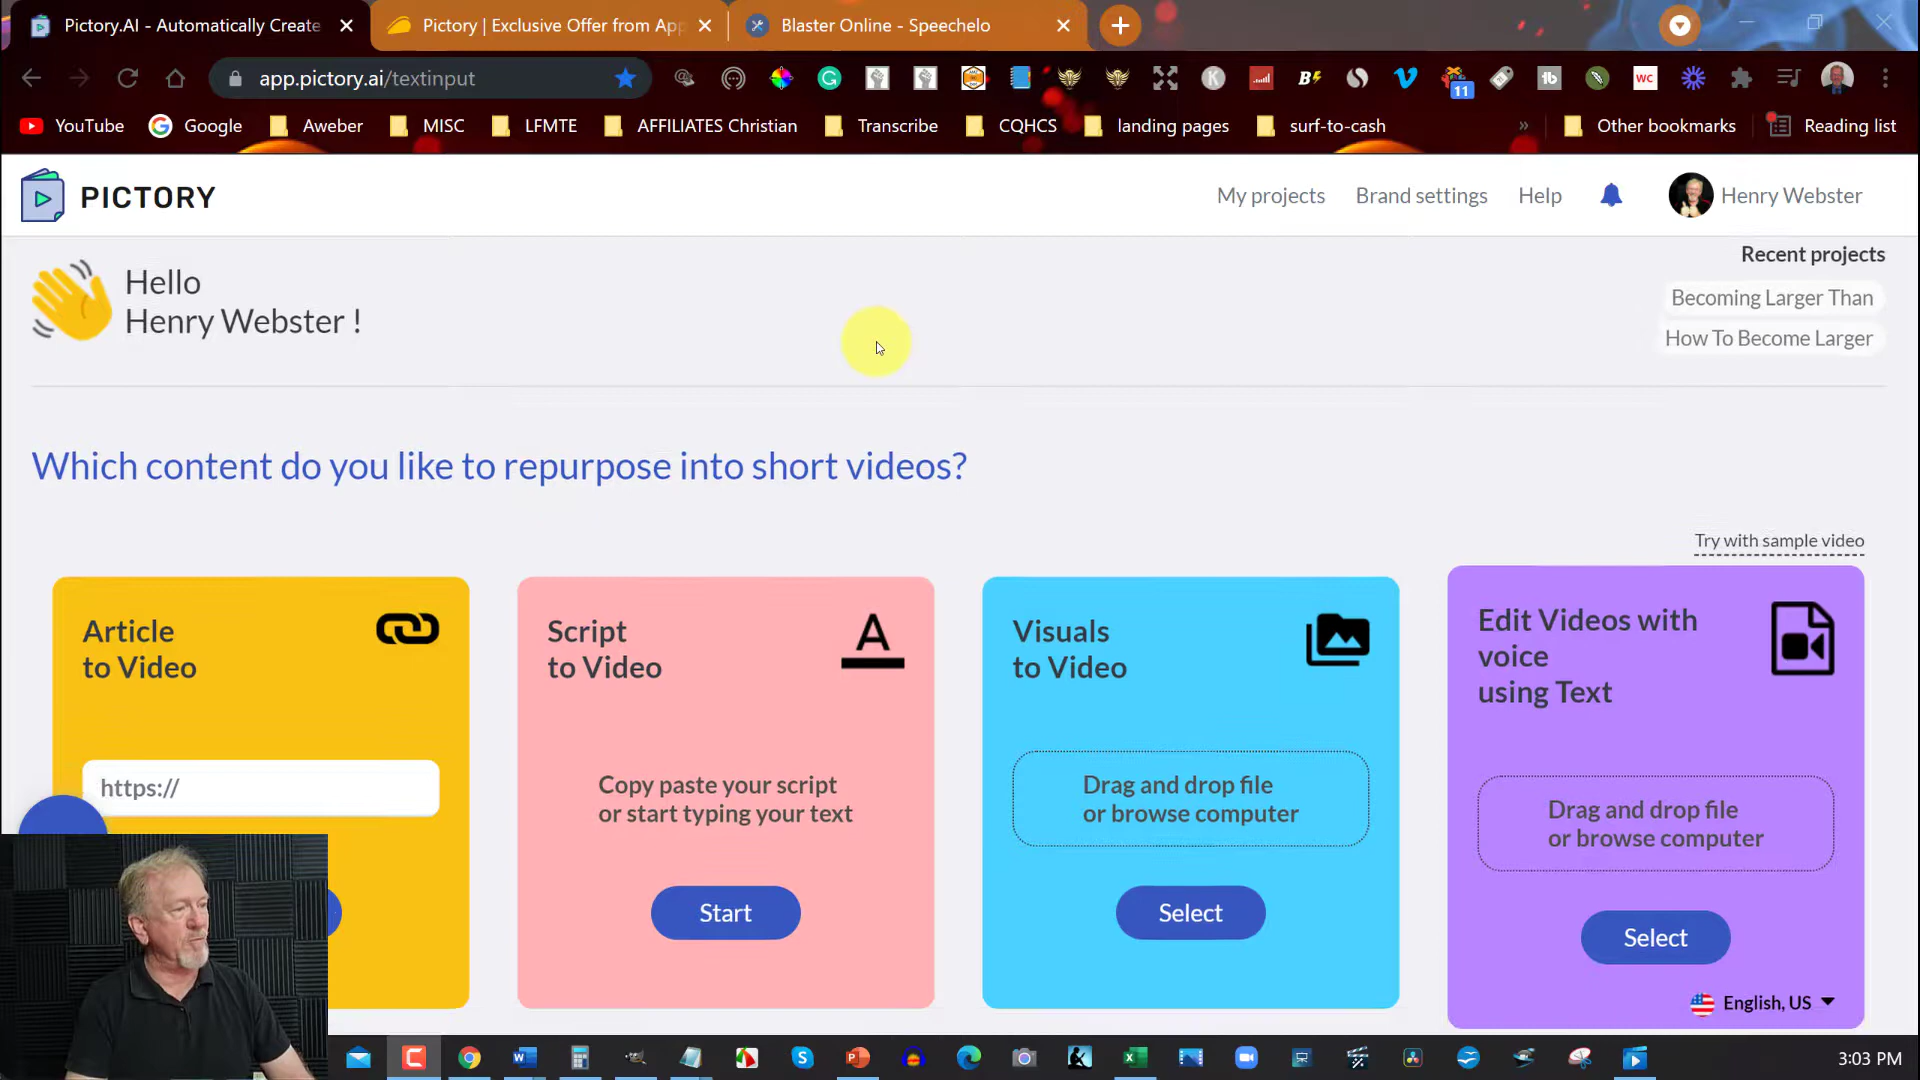 Pictory.AI - Automatically Create
Pictory | Exclusive Offer from App
Blaster Online - Speechelo
app.pictory.ai/textinput
11
YouTube
Google
Aweber
MISC
LFMTE
AFFILIATES Christian
Transcribe
CQHCS
landing pages
surf-to-cash
»
Other bookmarks
Reading list
PICTORY
My projects
Brand settings
Help
Henry Webster
Hello
Henry Webster !
Recent projects
Becoming Larger Than
How To Become Larger
Which content do you like to repurpose into short videos?
Try with sample video
Article
to Video
https://
Script
to Video
Copy paste your script
or start typing your text
Start
Visuals
to Video
Drag and drop file
or browse computer
Select
Edit Videos with
voice
using Text
Drag and drop file
or browse computer
Select
English, US
3:03 PM